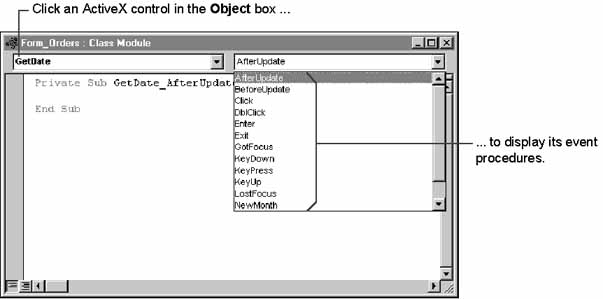 Click an ActiveX control in the Object box ...
Form_Orders : Class Module
GetDate
AfterUpdate
Private Sub GetDate_AfterUpdat
End Sub
AfterUpdate
BeforeUpdate
Click
DblClick
Enter
Exit
GotFocus
KeyDown
KeyPress
KeyUp
LostFocus
NewMonth
... to display its event
procedures.